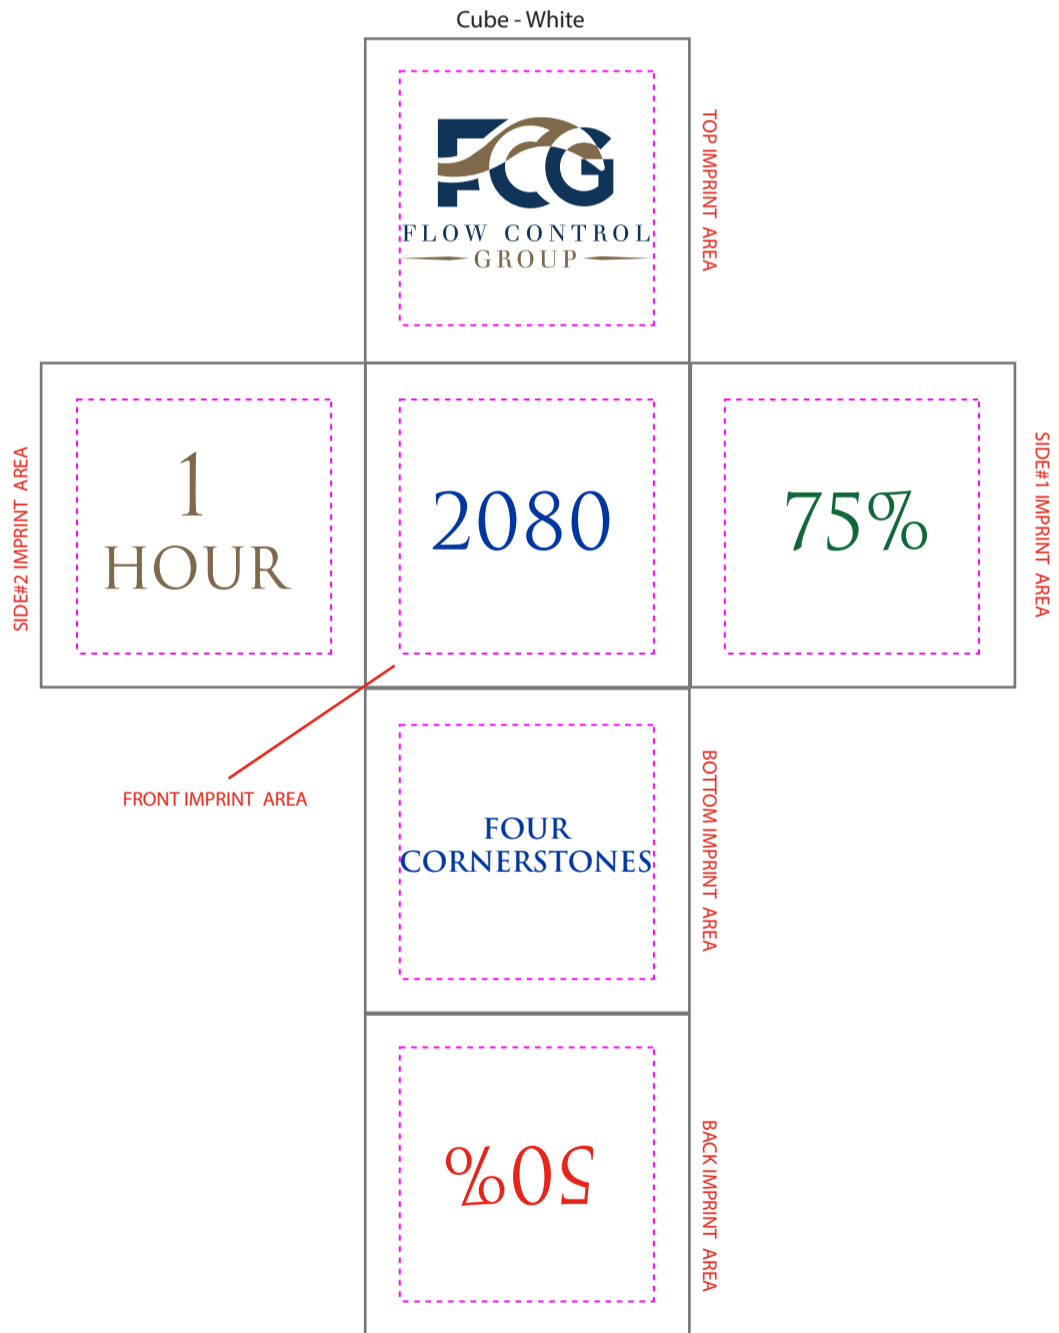 Cube - White
FCG
FLOW CONTROL
GROUP
TOP IMPRINT AREA
SIDE#2 IMPRINT AREA
1
HOUR
2080
75%
SIDE#1 IMPRINT AREA
FRONT IMPRINT AREA
FOUR
CORNERSTONES
BOTTOM IMPRINT AREA
50%
BACK IMPRINT AREA